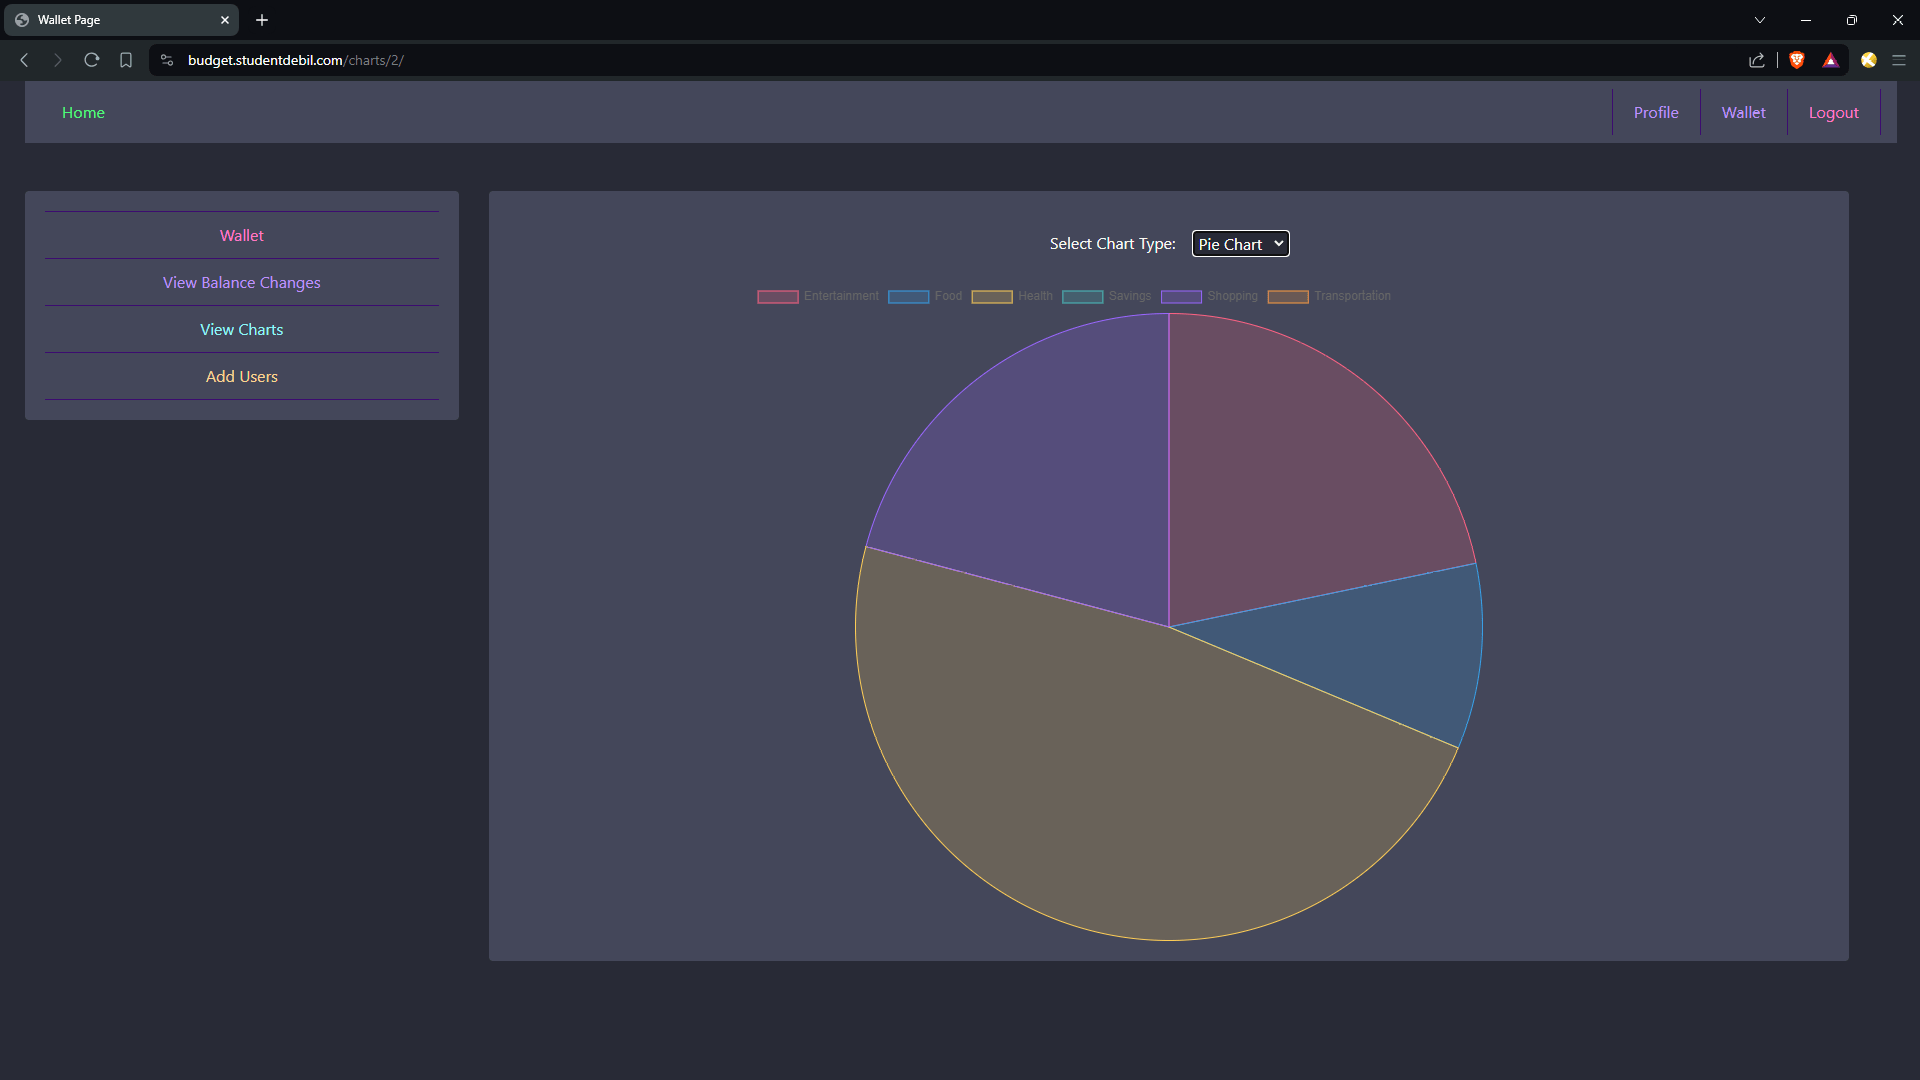 Wallet Page
budget.studentdebil.com/charts/2/
Home
Profile
Wallet
Logout
Wallet
View Balance Changes
View Charts
Add Users
Select Chart Type: Pie Chart
Entertainment Food Health Savings Shopping Transportation